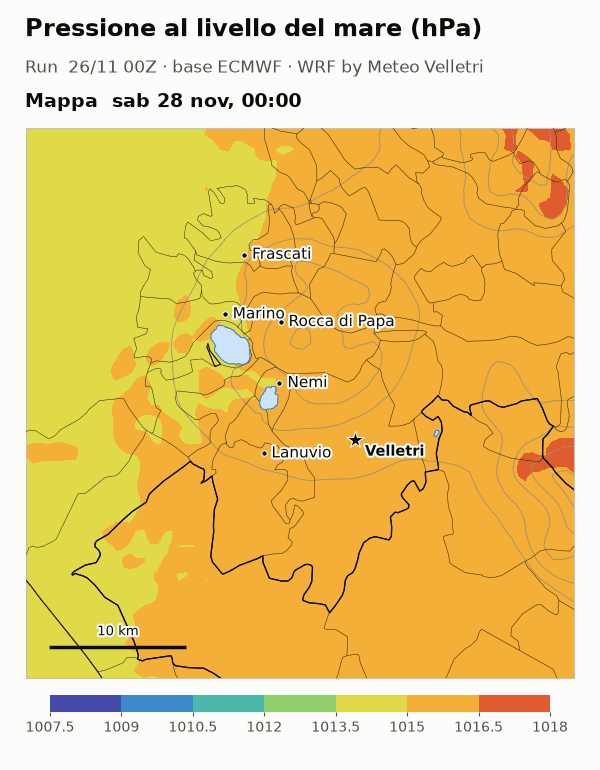 Pressione al livello del mare (hPa)
Run 26/11 00Z · base ECMWF · WRF by Meteo Velletri
Mappa sab 28 nov, 00:00
Frascati
Marino
Rocca di Papa
Nemi
Velletri
Lanuvio
10 km
1007.5 1009 1010.5 1012 1013.5 1015 1016.5 1018